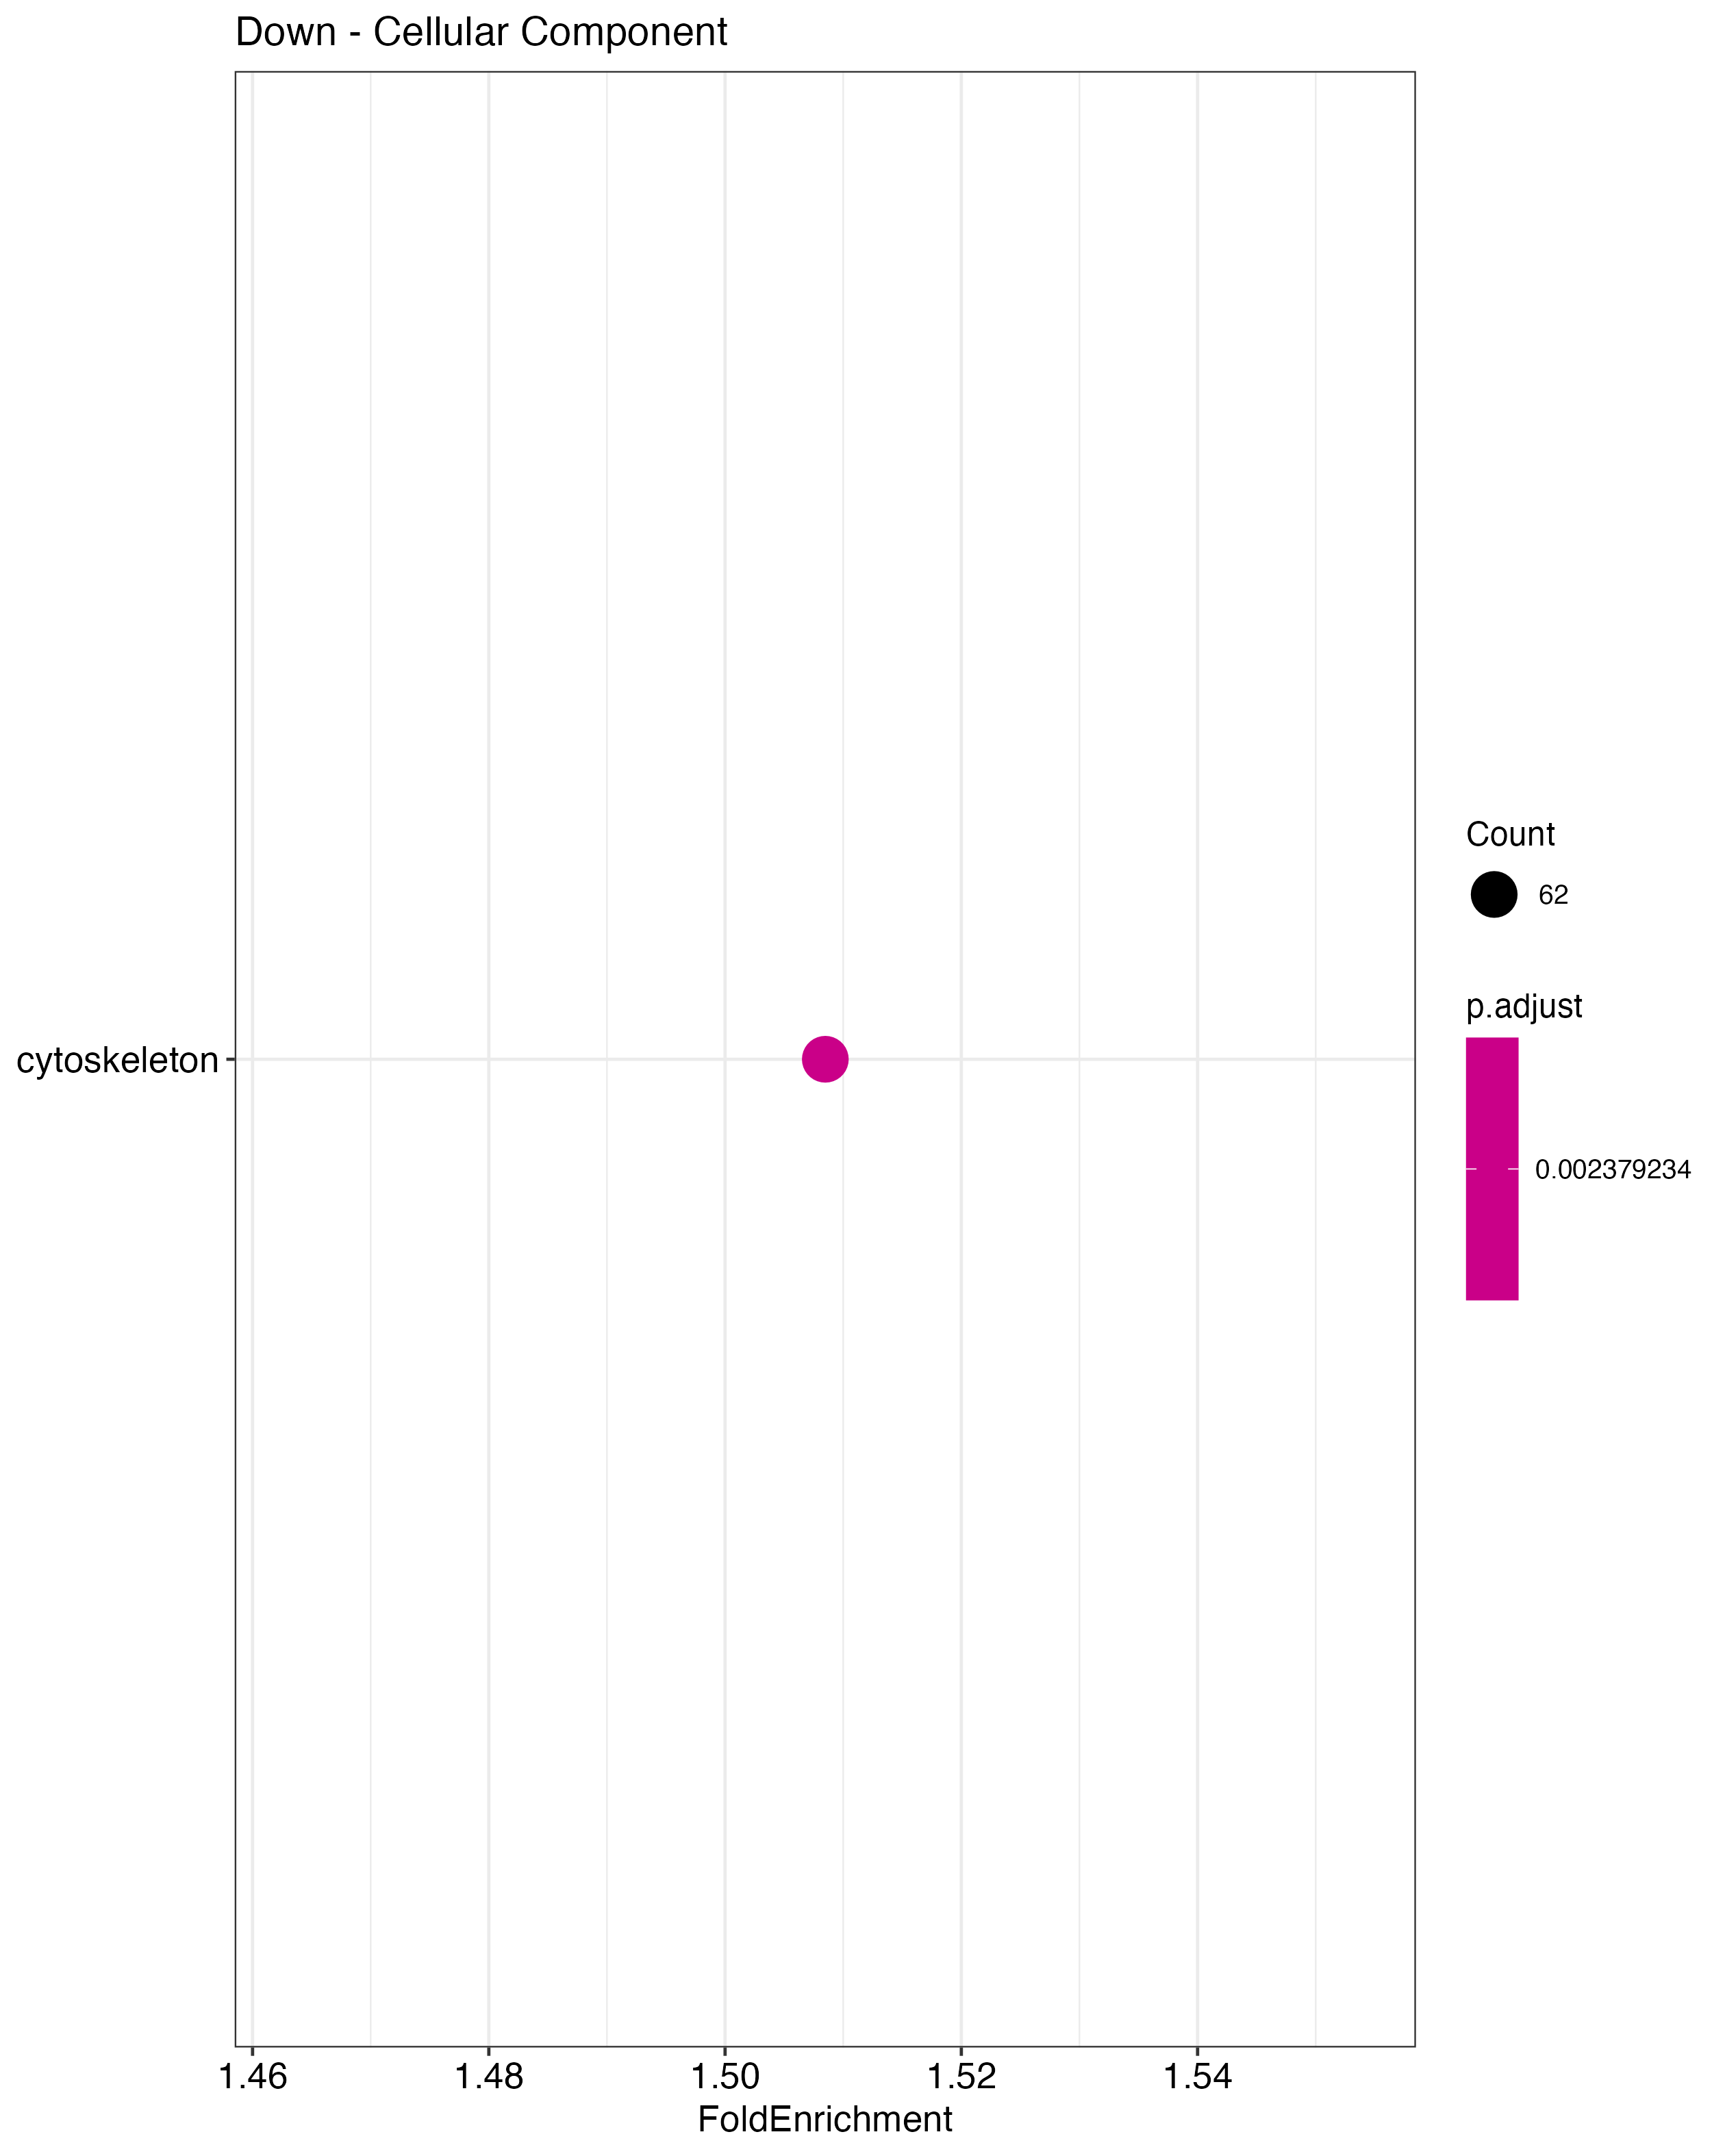 Down - Cellular Component
cytoskeleton
1.46 1.48 1.50 1.52 1.54
FoldEnrichment
Count
62
p.adjust
0.002379234